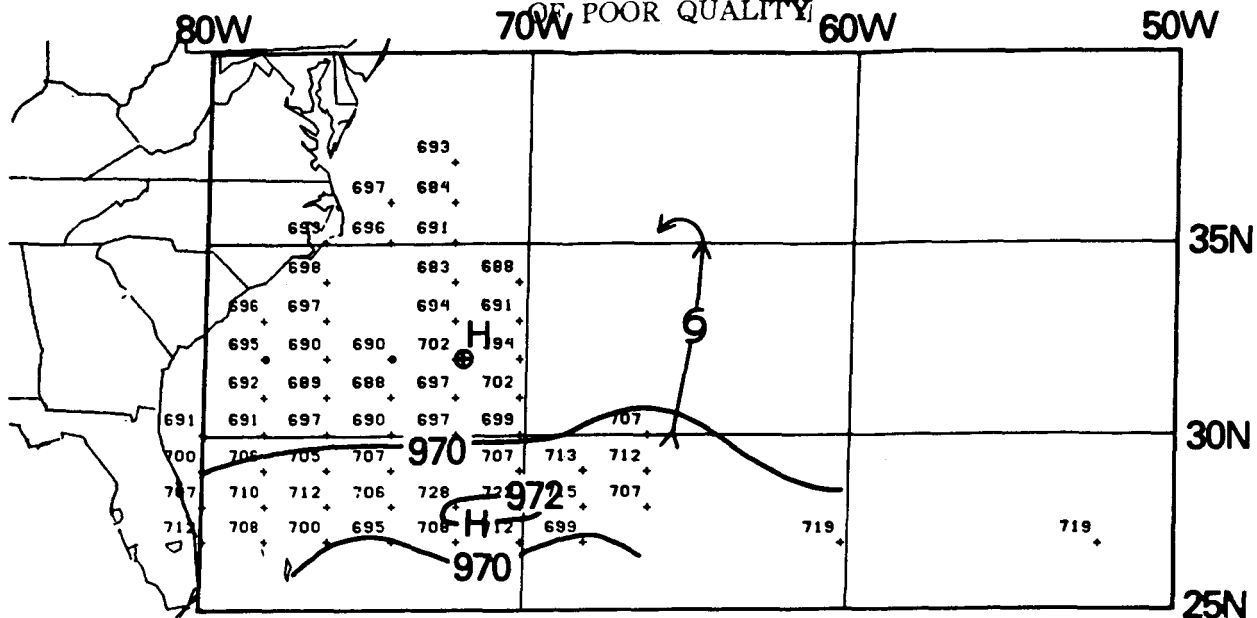 OF POOR QUALITY
80W 70W 60W 50W
693
697 684
696 691
35N
698 683 688
696 697 694 691
H
695 690 690 702
692 689 688 697 702
691 691 697 690 697 699 707
30N
970
700 705 707 707 713 712
710 712 706 728 707
972
H
708 700 695 699 719 719
970
25N